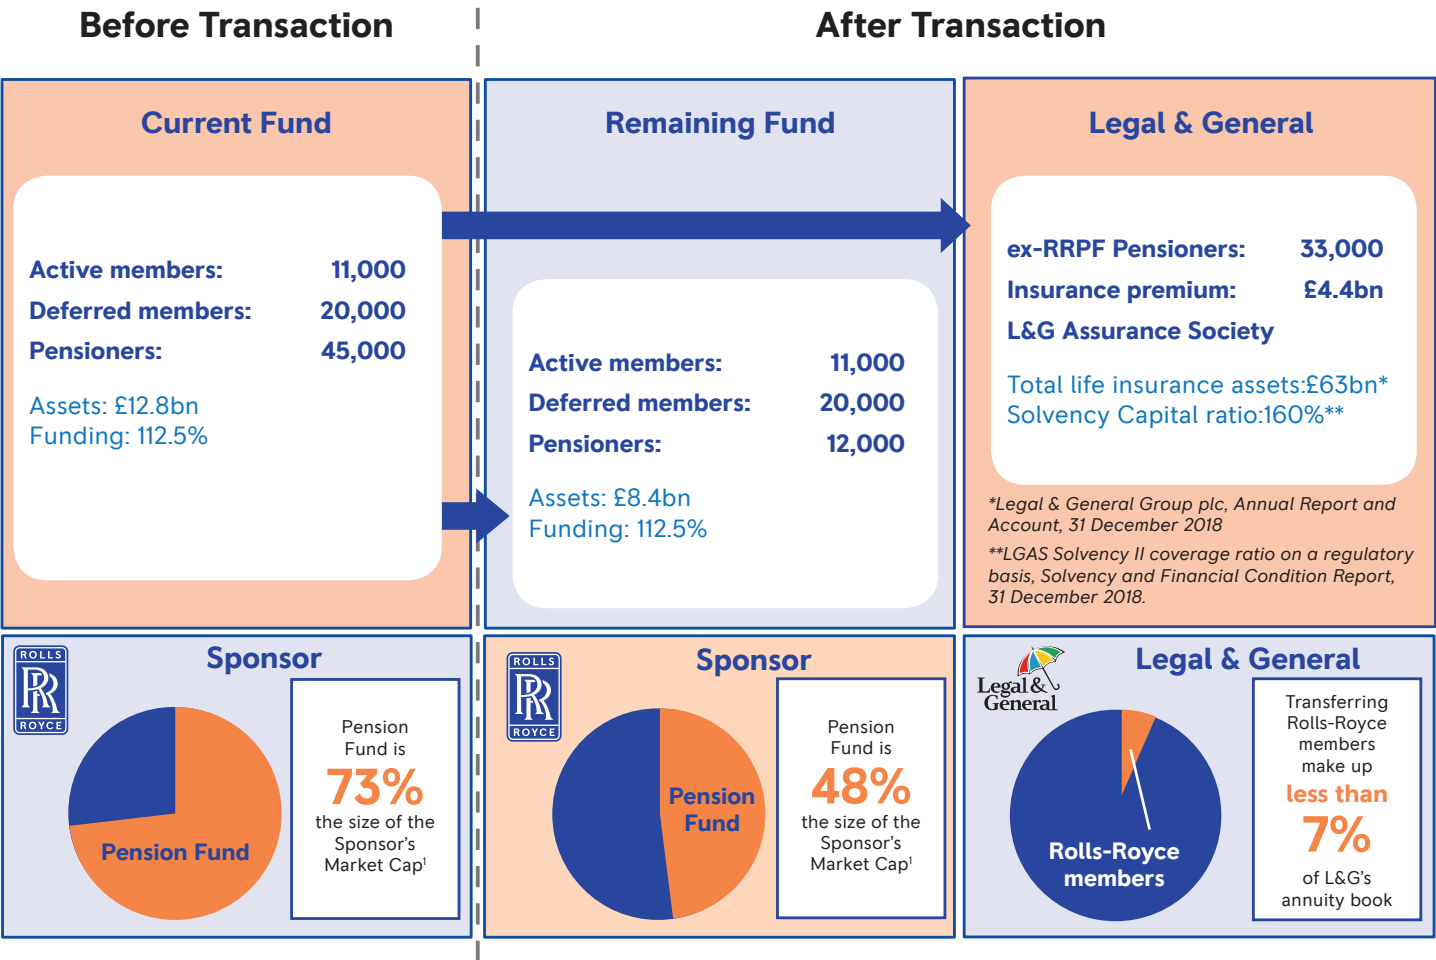 Before Transaction
After Transaction
Current Fund
Active members: 11,000
Deferred members: 20,000
Pensioners: 45,000
Assets: £12.8bn
Funding: 112.5%
Remaining Fund
Active members: 11,000
Deferred members: 20,000
Pensioners: 12,000
Assets: £8.4bn
Funding: 112.5%
Legal & General
ex-RRPF Pensioners: 33,000
Insurance premium: £4.4bn
L&G Assurance Society
Total life insurance assets:£63bn*
Solvency Capital ratio:160%**
*Legal & General Group plc, Annual Report and
Account, 31 December 2018
**LGAS Solvency II coverage ratio on a regulatory
basis, Solvency and Financial Condition Report,
31 December 2018.
ROLLS
RR
ROYCE
Sponsor
Pension Fund
Pension
Fund is
73%
the size of the
Sponsor's
Market Cap¹
ROLLS
RR
ROYCE
Sponsor
Pension
Fund
Pension
Fund is
48%
the size of the
Sponsor's
Market Cap¹
Legal &
General
Legal & General
Rolls-Royce
members
Transferring
Rolls-Royce
members
make up
less than
7%
of L&G's
annuity book